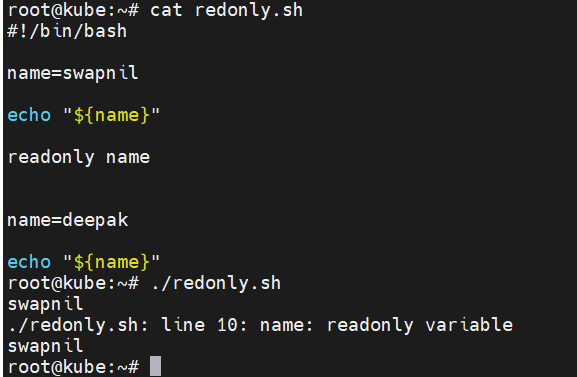 root@kube:~# cat redonly.sh
#!/bin/bash
name=swapnil
echo "${name}"
readonly name
name=deepak
echo "${name}"
root@kube:~# ./redonly.sh
swapnil
./redonly.sh: line 10: name: readonly variable
swapnil
root@kube:~#